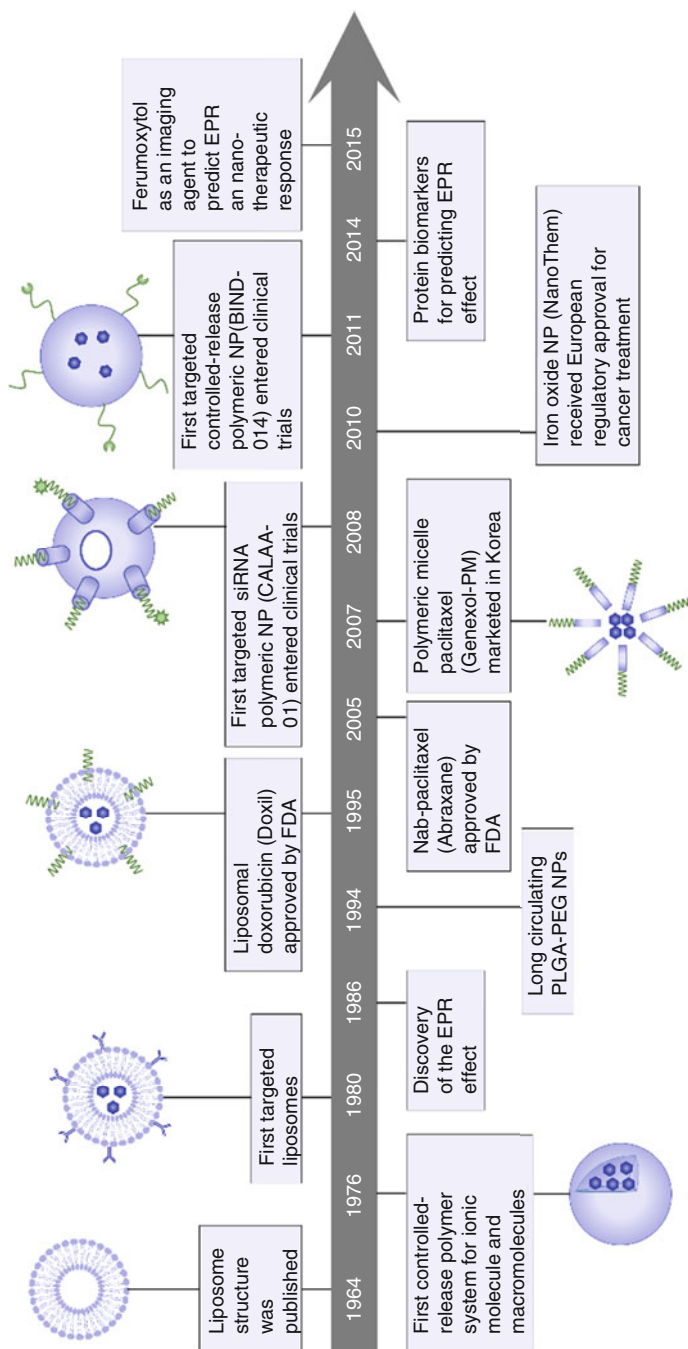 Liposome
structure
was
published
First targeted
liposomes
Liposomal
doxorubicin (Doxil)
approved by FDA
First targeted siRNA
polymeric NP (CALAA-
01) entered clinical trials
First targeted
controlled-release
polymeric NP(BIND-
014) entered clinical
trials
Ferumoxytol
as an imaging
agent to
predict EPR
an nano-
therapeutic
response
1964
1976
1980
1986
1994
1995
2005
2007
2008
2010
2011
2014
2015
First controlled-
release polymer
system for ionic
molecule and
macromolecules
Discovery
of the EPR
effect
Long circulating
PLGA-PEG NPs
Nab-paclitaxel
(Abraxane)
approved by
FDA
Polymeric micelle
paclitaxel
(Genexol-PM)
marketed in Korea
Iron oxide NP (NanoThem)
received European
regulatory approval for
cancer treatment
Protein biomarkers
for predicting EPR
effect